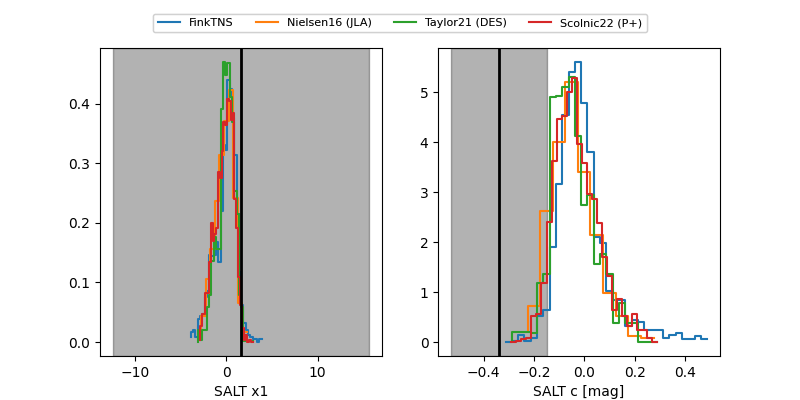 FinkTNS Nielsen16 (JLA) Taylor21 (DES) Scolnic22 (P+)
0.4
0.3
0.2
0.1
0.0
−10 0 10
SALT x1
5
4
3
2
1
0
−0.4 −0.2 0.0 0.2 0.4
SALT c [mag]